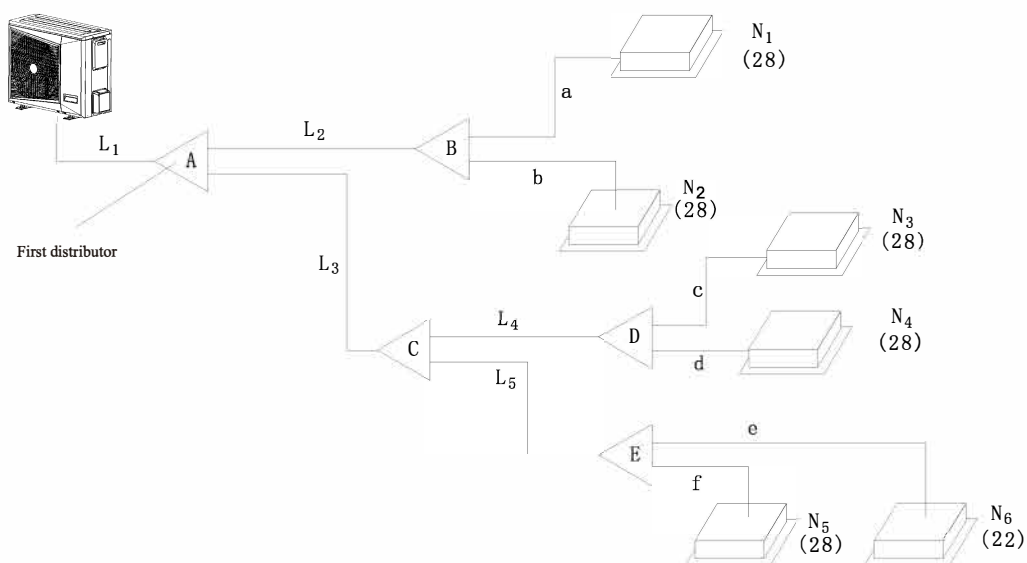 N₁
(28)
a
L₂
B
L₁
A
b
N₂
(28)
First distributor
N₃
(28)
L₃
c
L₄
D
N₄
(28)
C
d
L₅
e
E
f
N₅
(28)
N₆
(22)